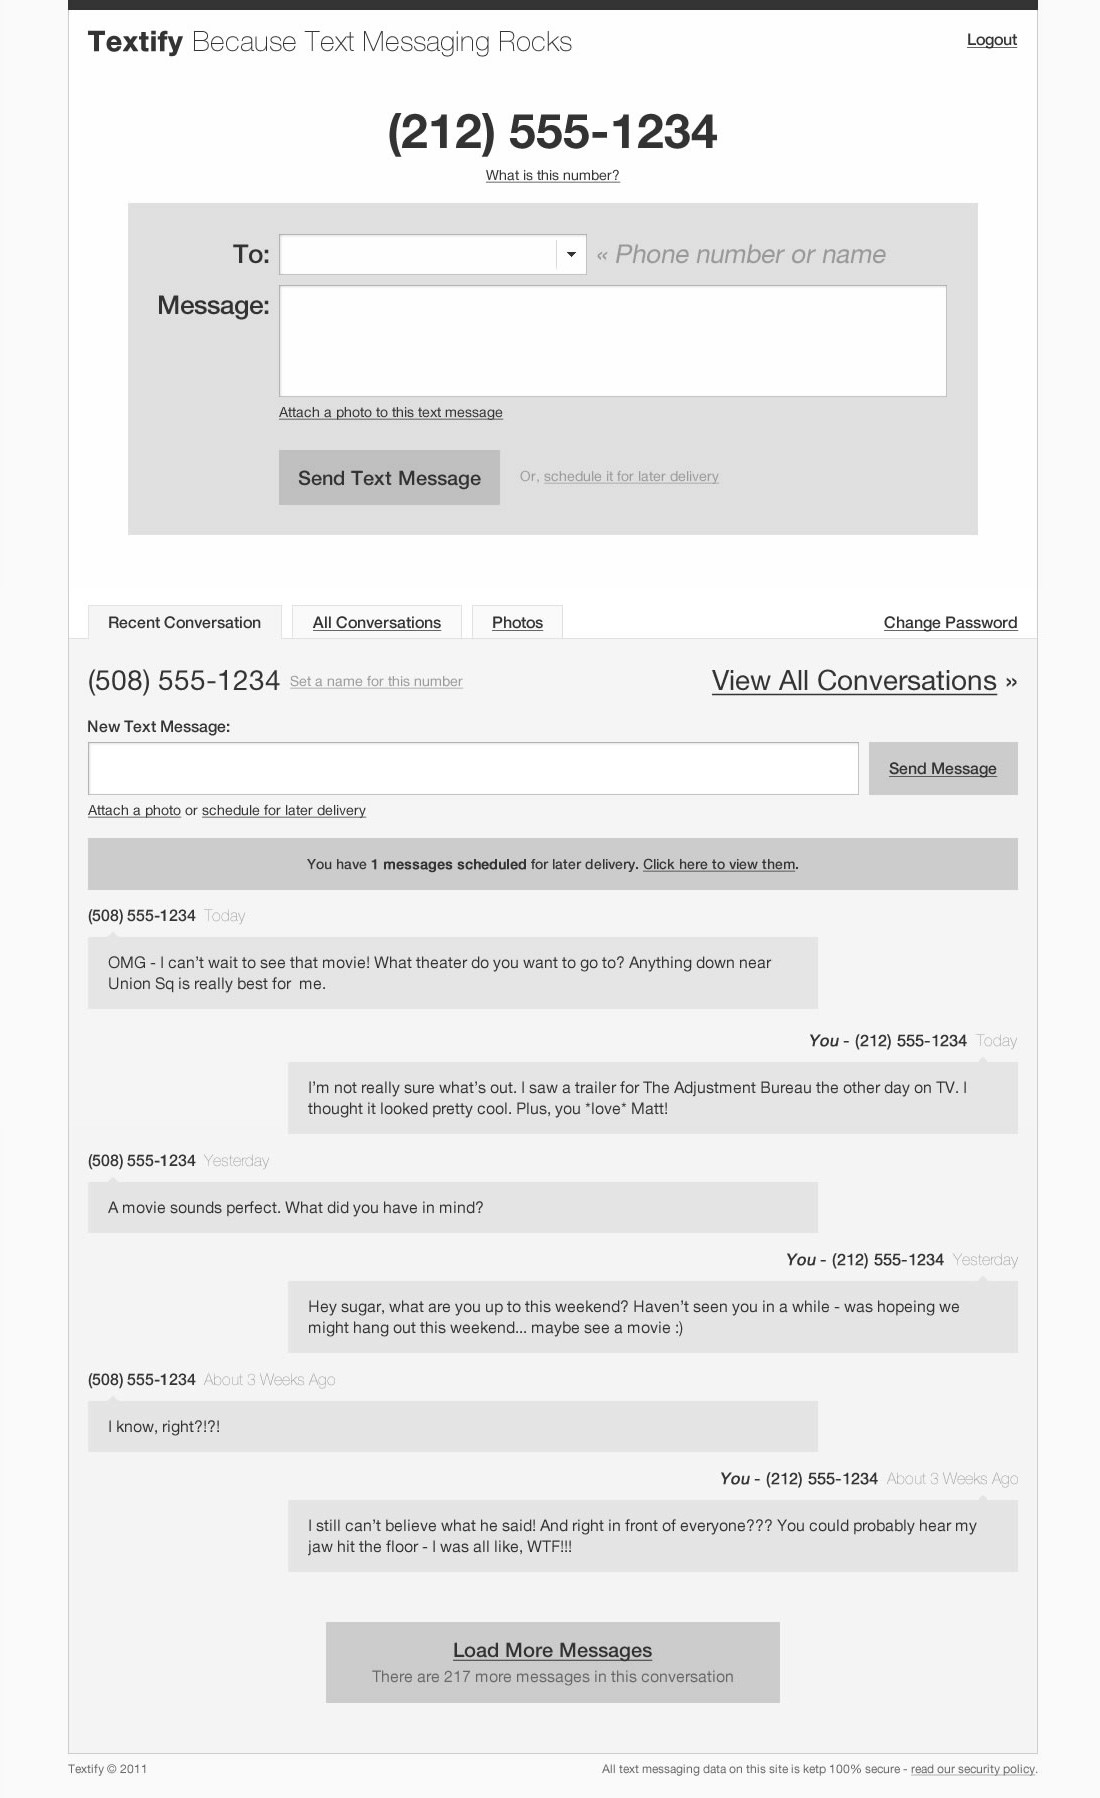 Textify Because Text Messaging Rocks
Logout
(212) 555-1234
What is this number?
To:
« Phone number or name
Message:
Attach a photo to this text message
Send Text Message
Or, schedule it for later delivery
Recent Conversation
All Conversations
Photos
Change Password
(508) 555-1234 Set a name for this number
View All Conversations »
New Text Message:
Send Message
Attach a photo or schedule for later delivery
You have 1 messages scheduled for later delivery. Click here to view them.
(508) 555-1234 Today
OMG - I can't wait to see that movie! What theater do you want to go to? Anything down near
Union Sq is really best for  me.
You - (212) 555-1234 Today
I'm not really sure what's out. I saw a trailer for The Adjustment Bureau the other day on TV. I
thought it looked pretty cool. Plus, you *love* Matt!
(508) 555-1234 Yesterday
A movie sounds perfect. What did you have in mind?
You - (212) 555-1234 Yesterday
Hey sugar, what are you up to this weekend? Haven't seen you in a while - was hopeing we
might hang out this weekend... maybe see a movie :)
(508) 555-1234 About 3 Weeks Ago
I know, right?!?!
You - (212) 555-1234 About 3 Weeks Ago
I still can't believe what he said! And right in front of everyone??? You could probably hear my
jaw hit the floor - I was all like, WTF!!!
Load More Messages
There are 217 more messages in this conversation
Textify © 2011
All text messaging data on this site is ketp 100% secure - read our security policy.